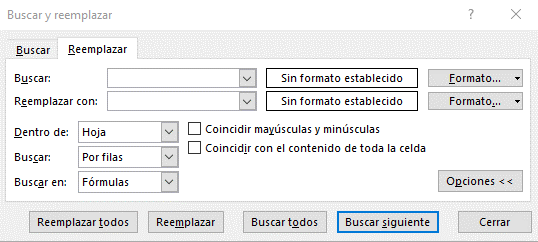 Buscar y reemplazar
? ×
Buscar Reemplazar
Buscar: Sin formato establecido Formato...
Reemplazar con: Sin formato establecido Formato...
Dentro de: Hoja Coincidir mayúsculas y minúsculas
Buscar: Por filas Coincidir con el contenido de toda la celda
Buscar en: Fórmulas Opciones <<
Reemplazar todos Reemplazar Buscar todos Buscar siguiente Cerrar